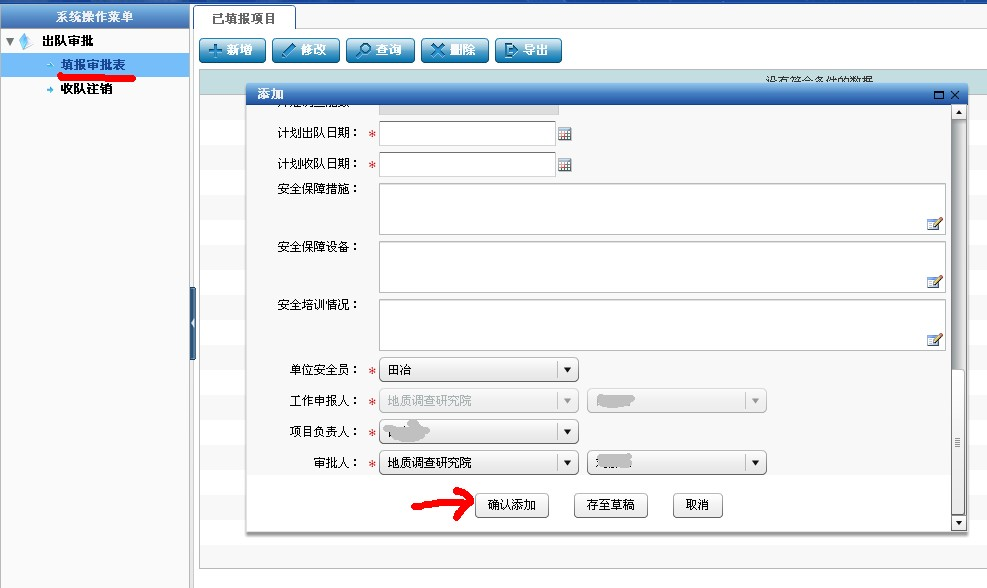 系统操作菜单
出队审批
填报审批表
收队注销
已填报项目
新增 修改 查询 删除 导出
没有符合条件的数据
添加
计划出队日期： *
计划收队日期： *
安全保障措施：
安全保障设备：
安全培训情况：
单位安全员： * 田冶
工作申报人： * 地质调查研究院
项目负责人： *
审批人： * 地质调查研究院
确认添加 存至草稿 取消